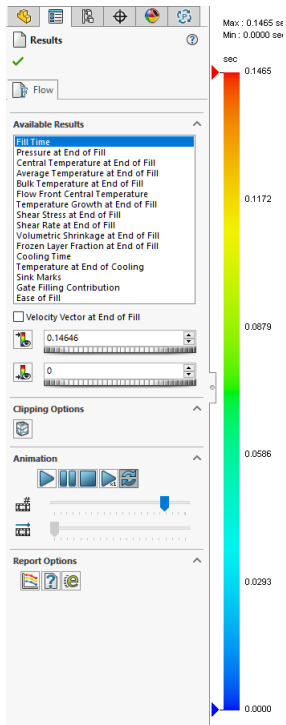 Results
Flow
Available Results
Fill Time
Pressure at End of Fill
Central Temperature at End of Fill
Average Temperature at End of Fill
Bulk Temperature at End of Fill
Flow Front Central Temperature
Temperature Growth at End of Fill
Shear Stress at End of Fill
Shear Rate at End of Fill
Volumetric Shrinkage at End of Fill
Frozen Layer Fraction at End of Fill
Cooling Time
Temperature at End of Cooling
Sink Marks
Gate Filling Contribution
Ease of Fill
Velocity Vector at End of Fill
0.14646
0
Clipping Options
Animation
Report Options
Max : 0.1465 se
Min : 0.0000 sec
sec
0.1465
0.1172
0.0879
0.0586
0.0293
0.0000